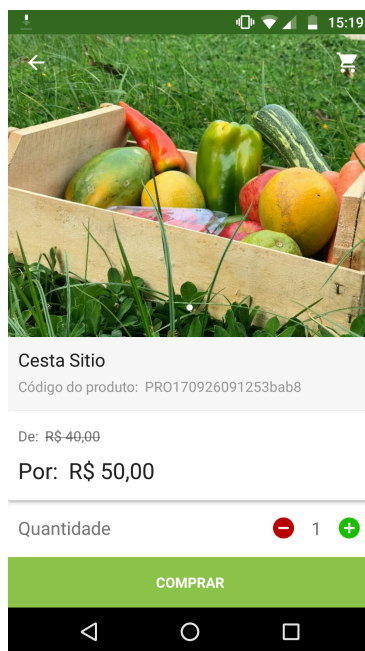 15:19
Cesta Sitio
Código do produto: PRO170926091253bab8
De: R$ 40,00
Por: R$ 50,00
Quantidade 1
COMPRAR